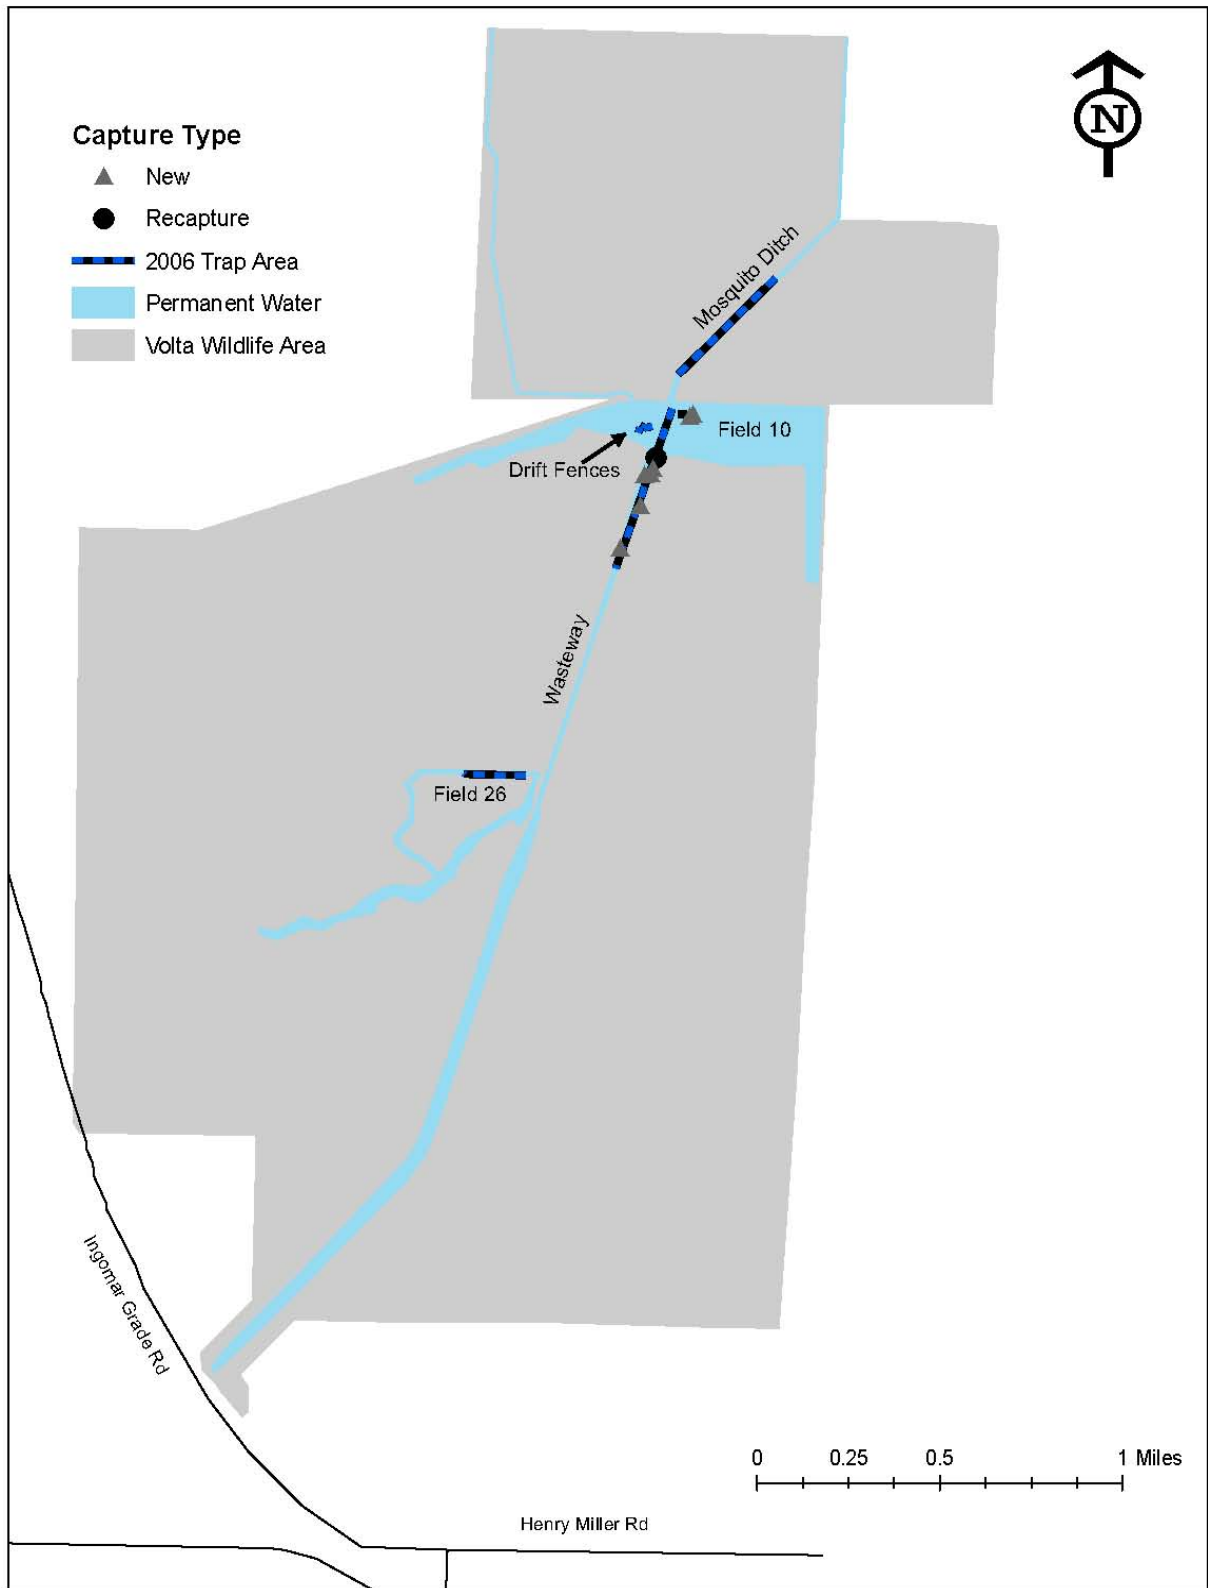 N
Capture Type
New
Recapture
2006 Trap Area
Permanent Water
Volta Wildlife Area
Mosquito Ditch
Field 10
Drift Fences
Wasteway
Field 26
Ingomar Grade Rd
0 0.25 0.5 1 Miles
Henry Miller Rd